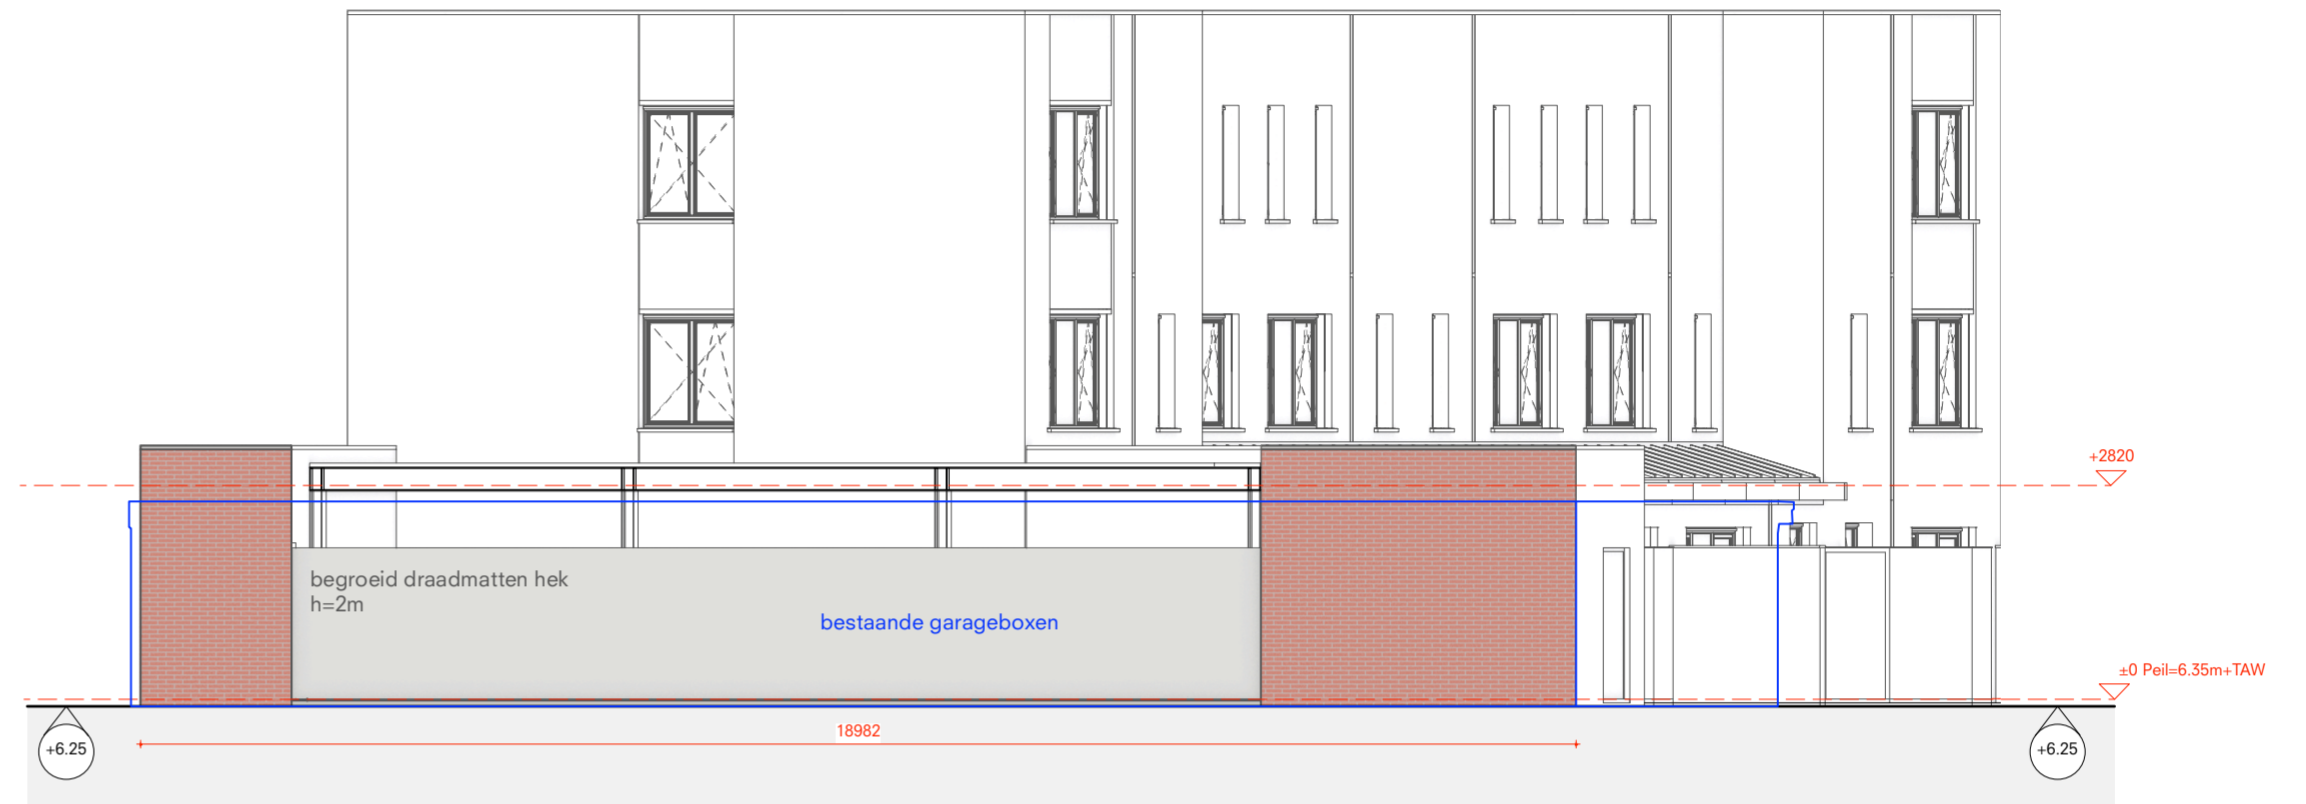 +2820
begroeid draadmatten hek
h=2m
bestaande garageboxen
±0 Peil=6.35m+TAW
18982
+6.25
+6.25